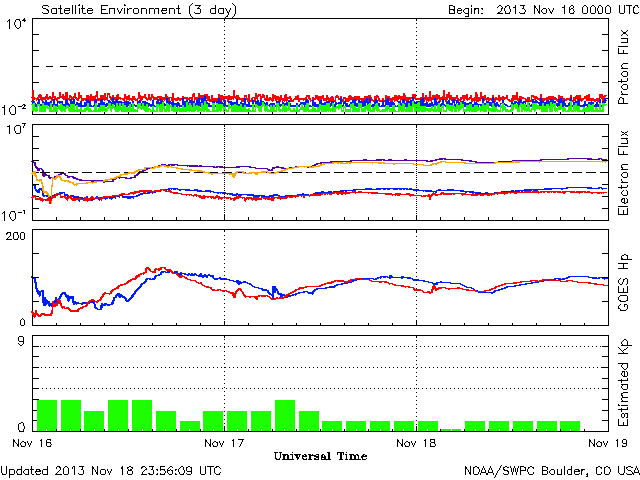 Satellite Environment (3 day) Begin: 2013 Nov 16 0000 UTC
10^4
10^-2
Proton Flux
10^7
10^-1
Electron Flux
200
0
GOES Hp
9
0
Estimated Kp
Nov 16 Nov 17 Nov 18 Nov 19
Universal Time
Updated 2013 Nov 18 23:56:09 UTC NOAA/SWPC Boulder, CO USA